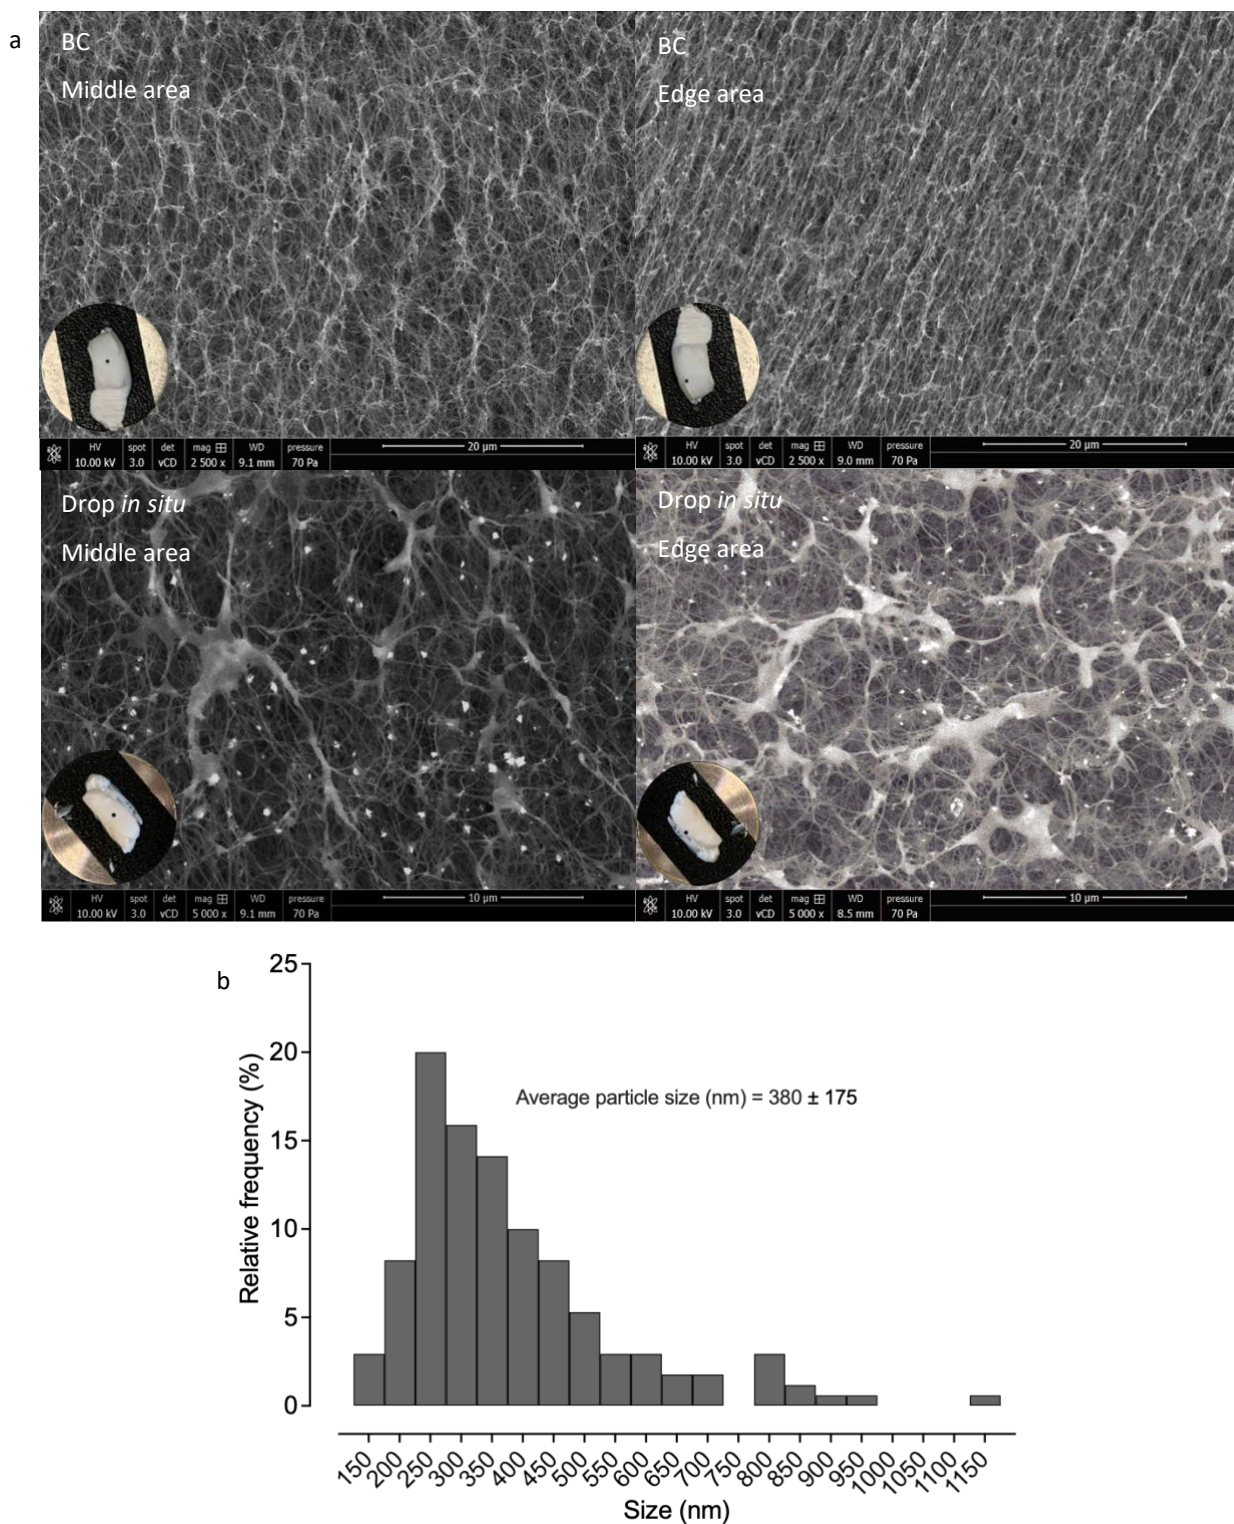 a
BC
Middle area
BC
Edge area
HV spot det mag WD pressure
10.00 kV 3.0 vCD 2 500 x 9.1 mm 70 Pa
20 µm
HV spot det mag WD pressure
10.00 kV 3.0 vCD 2 500 x 9.0 mm 70 Pa
20 µm
Drop in situ
Middle area
Drop in situ
Edge area
HV spot det mag WD pressure
10.00 kV 3.0 vCD 5 000 x 9.1 mm 70 Pa
10 µm
HV spot det mag WD pressure
10.00 kV 3.0 vCD 5 000 x 8.5 mm 70 Pa
10 µm
b
25
20
15
10
5
0
Relative frequency (%)
Average particle size (nm) = 380 ± 175
150 200 250 300 350 400 450 500 550 600 650 700 750 800 850 900 950 1000 1050 1100 1150
Size (nm)